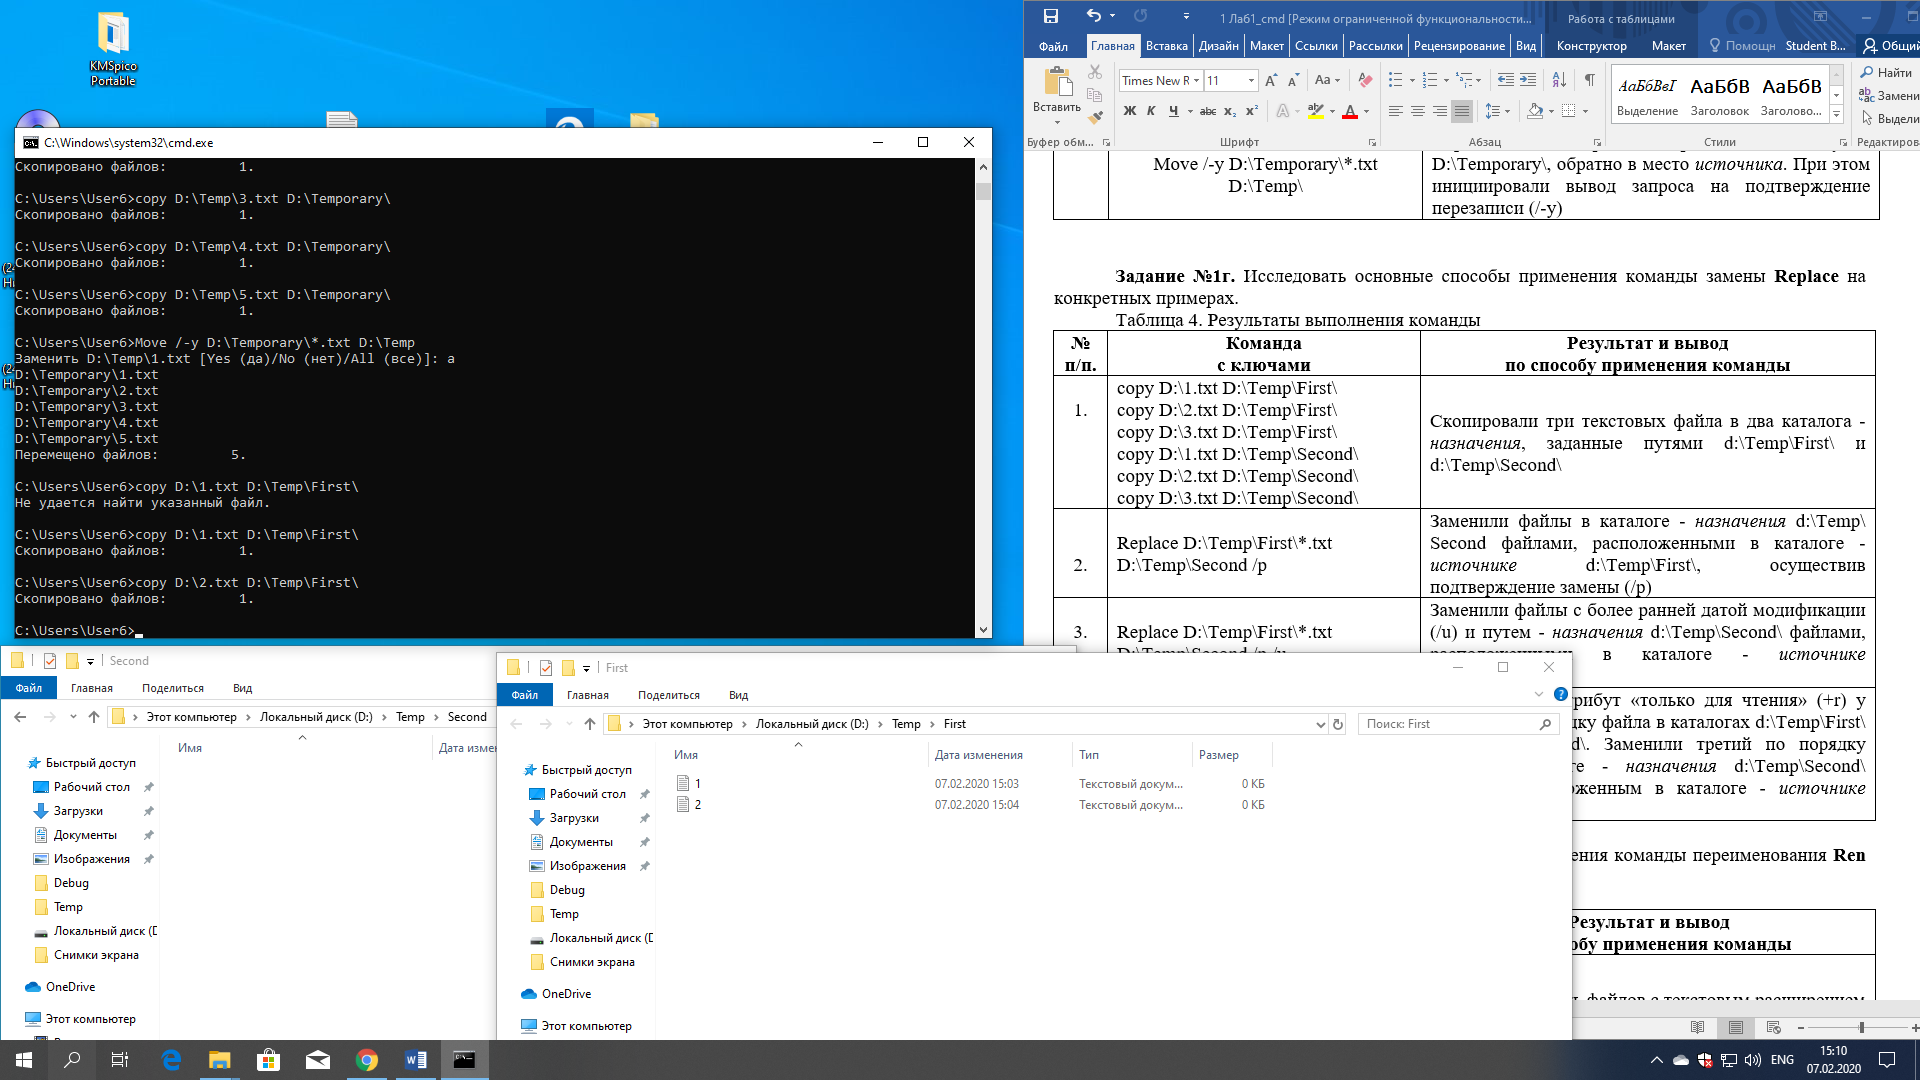 KMSpico
Portable
C:\Windows\system32\cmd.exe
Скопировано файлов:         1.
C:\Users\User6>copy D:\Temp\3.txt D:\Temporary\
Скопировано файлов:         1.
C:\Users\User6>copy D:\Temp\4.txt D:\Temporary\
Скопировано файлов:         1.
C:\Users\User6>copy D:\Temp\5.txt D:\Temporary\
Скопировано файлов:         1.
C:\Users\User6>Move /-y D:\Temporary\*.txt D:\Temp
Заменить D:\Temp\1.txt [Yes (да)/No (нет)/All (все)]: a
D:\Temporary\1.txt
D:\Temporary\2.txt
D:\Temporary\3.txt
D:\Temporary\4.txt
D:\Temporary\5.txt
Перемещено файлов:         5.
C:\Users\User6>copy D:\1.txt D:\Temp\First\
Не удается найти указанный файл.
C:\Users\User6>copy D:\1.txt D:\Temp\First\
Скопировано файлов:         1.
C:\Users\User6>copy D:\2.txt D:\Temp\First\
Скопировано файлов:         1.
C:\Users\User6>
Second
Файл Главная Поделиться Вид
Этот компьютер Локальный диск (D:) Temp Second
Имя
Быстрый доступ
Рабочий стол
Загрузки
Документы
Изображения
Debug
Temp
Локальный диск (D
Снимки экрана
OneDrive
Этот компьютер
First
Файл Главная Поделиться Вид
Этот компьютер Локальный диск (D:) Temp First
Поиск: First
Имя Дата изменения Тип Размер
1 07.02.2020 15:03 Текстовый докум... 0 КБ
2 07.02.2020 15:04 Текстовый докум... 0 КБ
Быстрый доступ
Рабочий стол
Загрузки
Документы
Изображения
Debug
Temp
Локальный диск (D
Снимки экрана
OneDrive
Этот компьютер
1 Лаб1_cmd [Режим ограниченной функциональности... Работа с таблицами
Файл Главная Вставка Дизайн Макет Ссылки Рассылки Рецензирование Вид Конструктор Макет Помощн Student B... Общий
Вставить
Times New R 11
Ж К Ч abc x₂ x²
АаБбВвІ АаБбВ АаБбВ
Выделение Заголовок Заголово...
Найти
Замени
Выдели
Буфер обм... Шрифт Абзац Стили Редактиров
Move /-y D:\Temporary\*.txt
D:\Temp\
D:\Temporary\, обратно в место источника. При этом
инициировали вывод запроса на подтверждение
перезаписи (/-y)
Задание №1г. Исследовать основные способы применения команды замены Replace на
конкретных примерах.
Таблица 4. Результаты выполнения команды
№
п/п.
Команда
с ключами
Результат и вывод
по способу применения команды
1.
copy D:\1.txt D:\Temp\First\
copy D:\2.txt D:\Temp\First\
copy D:\3.txt D:\Temp\First\
copy D:\1.txt D:\Temp\Second\
copy D:\2.txt D:\Temp\Second\
copy D:\3.txt D:\Temp\Second\
Скопировали три текстовых файла в два каталога -
назначения, заданные путями d:\Temp\First\ и
d:\Temp\Second\
2.
Replace D:\Temp\First\*.txt
D:\Temp\Second /p
Заменили файлы в каталоге - назначения d:\Temp\
Second файлами, расположенными в каталоге -
источнике d:\Temp\First\, осуществив
подтверждение замены (/p)
3.
Replace D:\Temp\First\*.txt
D:\Temp\Second /p /u
Заменили файлы с более ранней датой модификации
(/u) и путем - назначения d:\Temp\Second\ файлами,
расположенными в каталоге - источнике
рибут «только для чтения» (+r) у
дку файла в каталогах d:\Temp\First\
d\. Заменили третий по порядку
ге - назначения d:\Temp\Second\
оженным в каталоге - источнике
ения команды переименования Ren
Результат и вывод
обу применения команды
файлов с текстовым расширением
ENG
15:10
07.02.2020